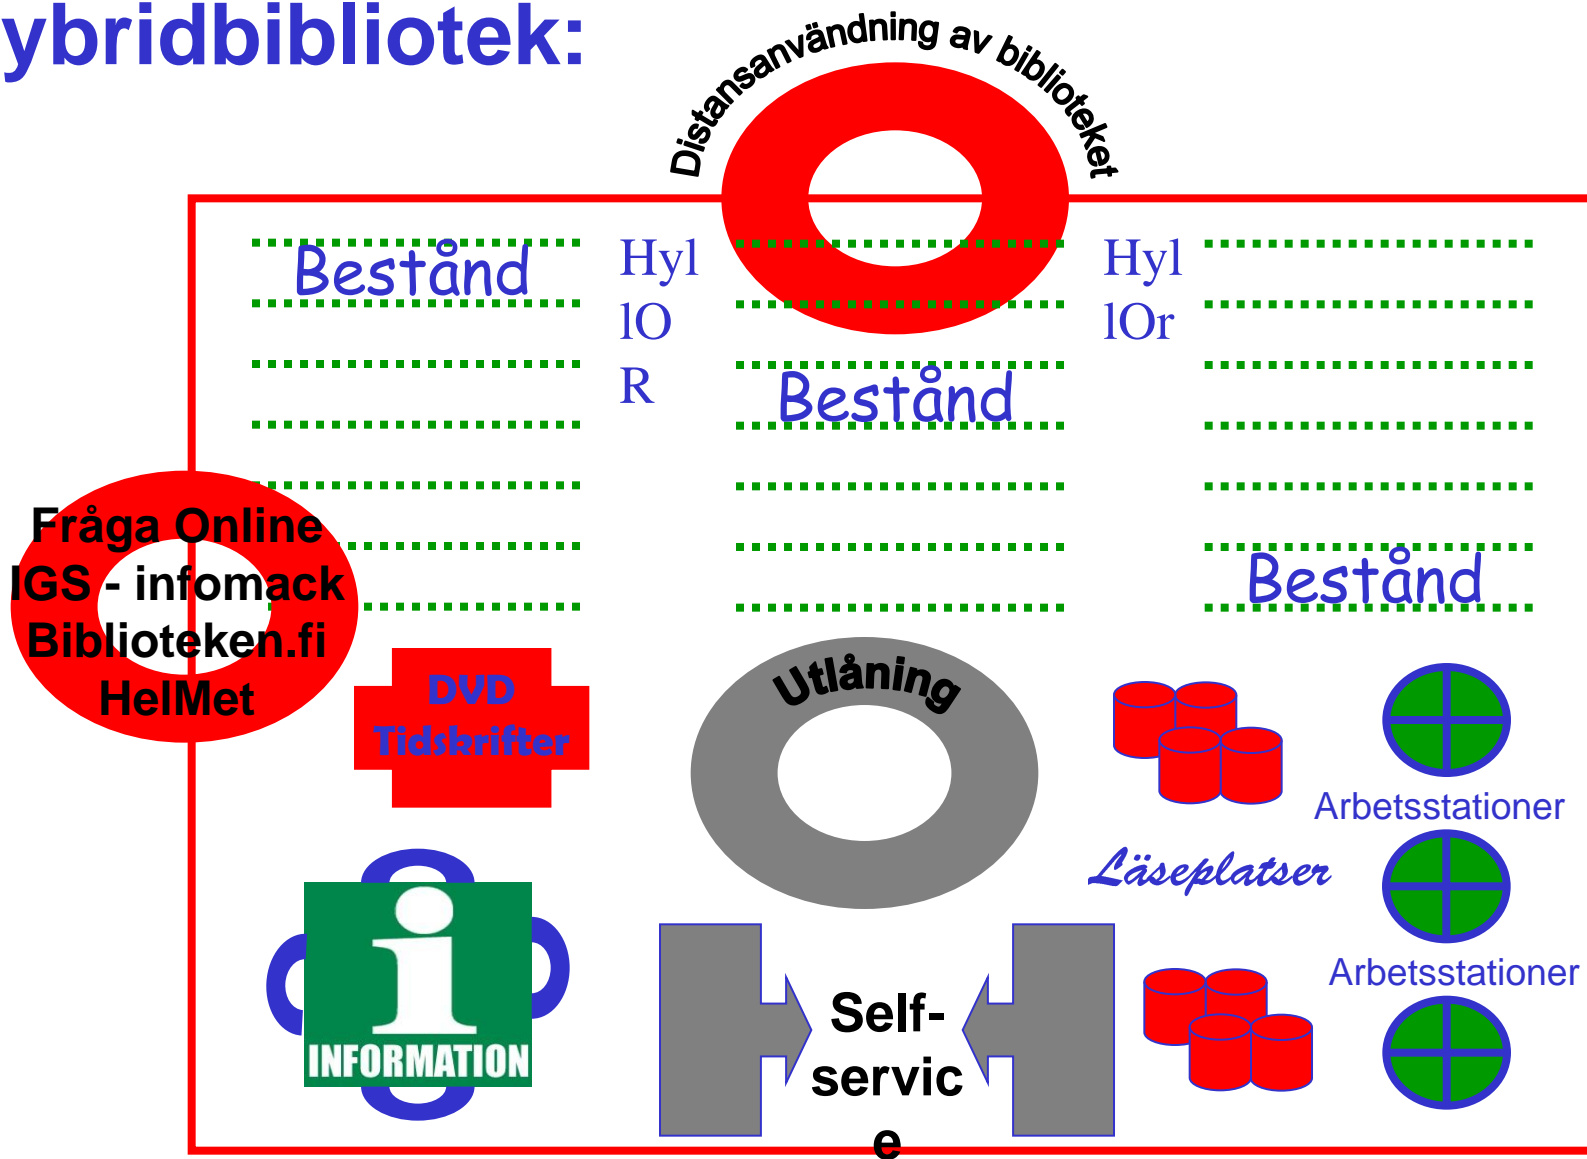 ybridbibliotek:
Distansanvändning av biblioteket
Bestånd
Hyl
lO
R
Bestånd
Hyl
lOr
Bestånd
Fråga Online
IGS - infomack
Biblioteken.fi
HelMet
DVD
Tidskrifter
Utlåning
Arbetsstationer
Läseplatser
Arbetsstationer
INFORMATION
Self-
servic
e